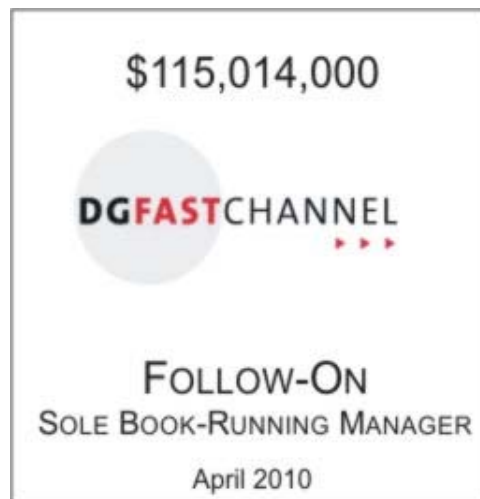 $115,014,000
DGFASTCHANNEL
FOLLOW-ON
SOLE BOOK-RUNNING MANAGER
April 2010